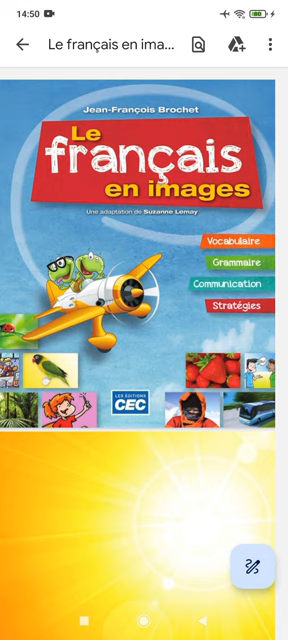 14:50
50
Le français en ima...
Jean-François Brochet
Le
français
en images
Une adaptation de Suzanne Lemay
Vocabulaire
Grammaire
Communication
Stratégies
LES ÉDITIONS
CEC